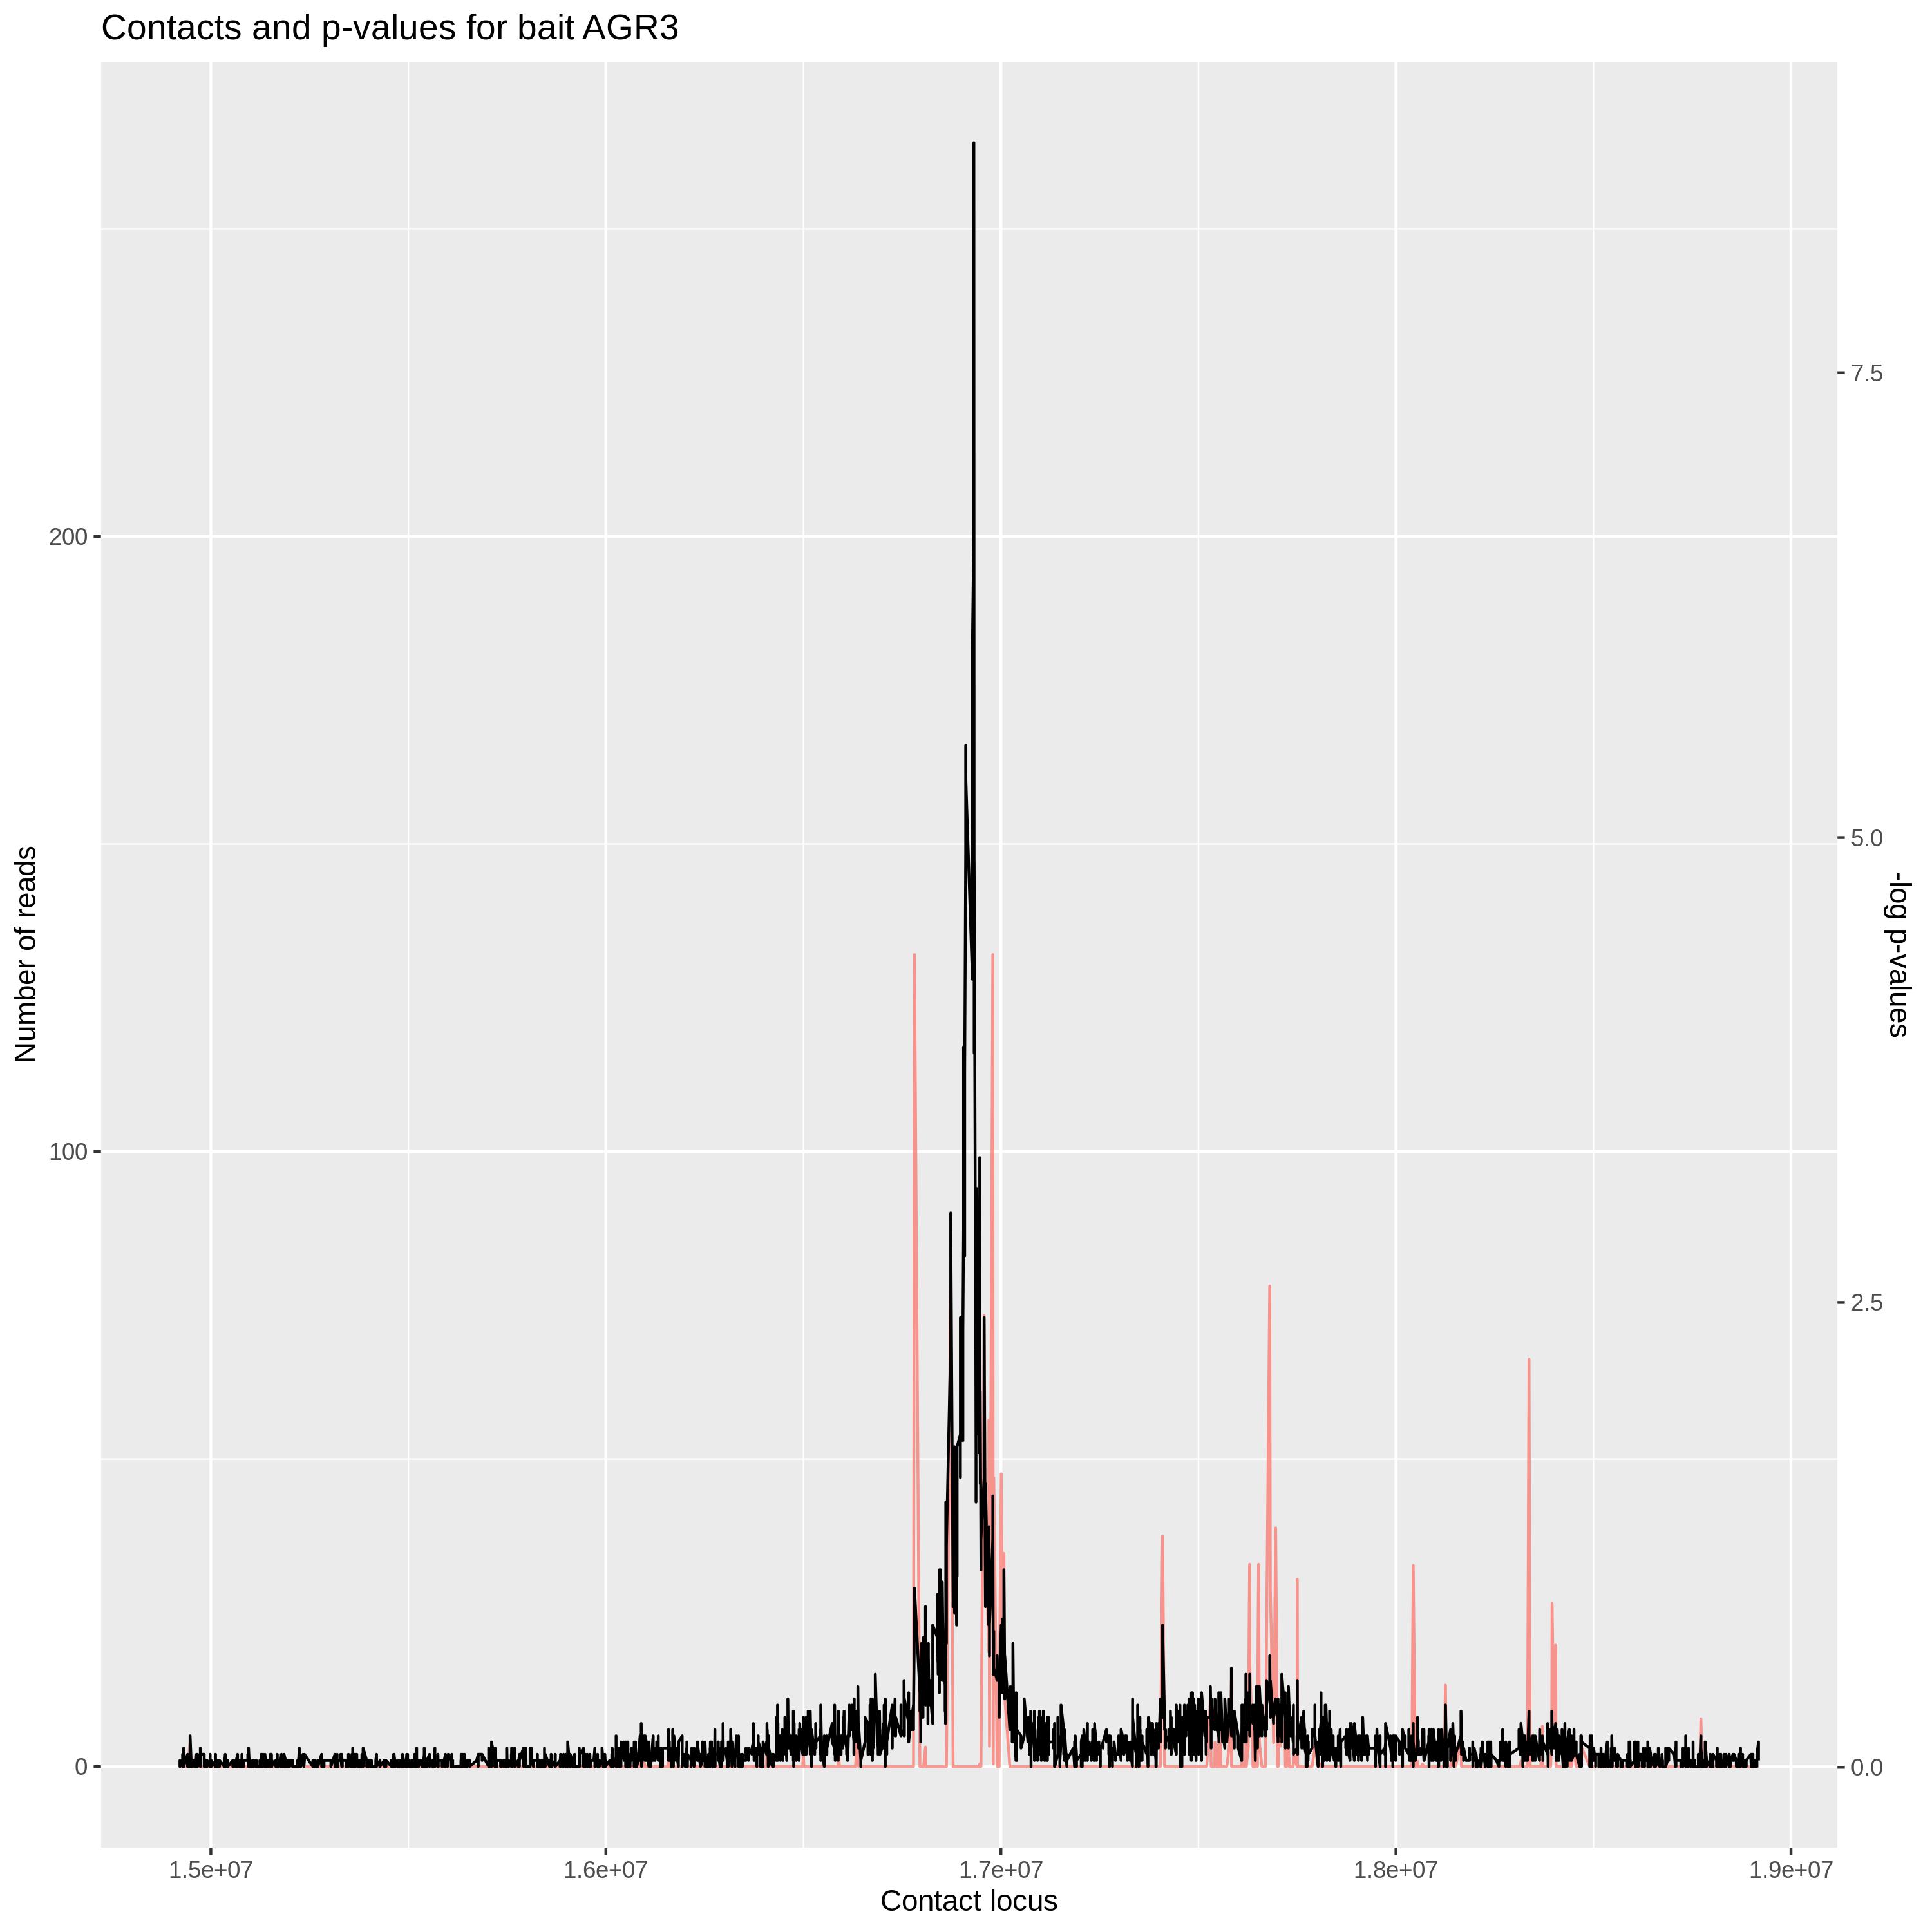 Contacts and p-values for bait AGR3
Number of reads
200
100
0
7.5
5.0
2.5
0.0
-log p-values
1.5e+07
1.6e+07
1.7e+07
1.8e+07
1.9e+07
Contact locus